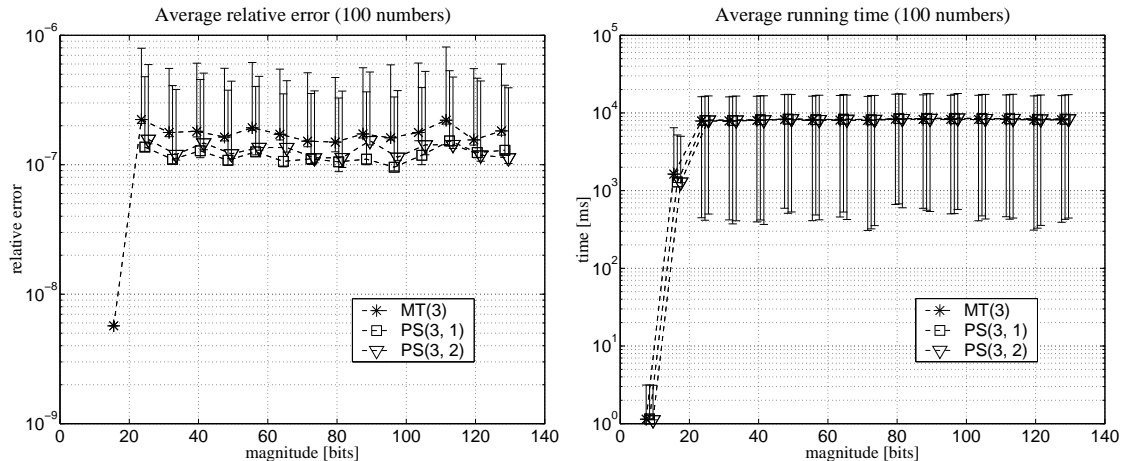 Average relative error (100 numbers)
10^-6
10^-7
10^-8
10^-9
relative error
0 20 40 60 80 100 120 140
magnitude [bits]
MT(3)
PS(3, 1)
PS(3, 2)
Average running time (100 numbers)
10^5
10^4
10^3
10^2
10^1
10^0
time [ms]
0 20 40 60 80 100 120 140
magnitude [bits]
MT(3)
PS(3, 1)
PS(3, 2)